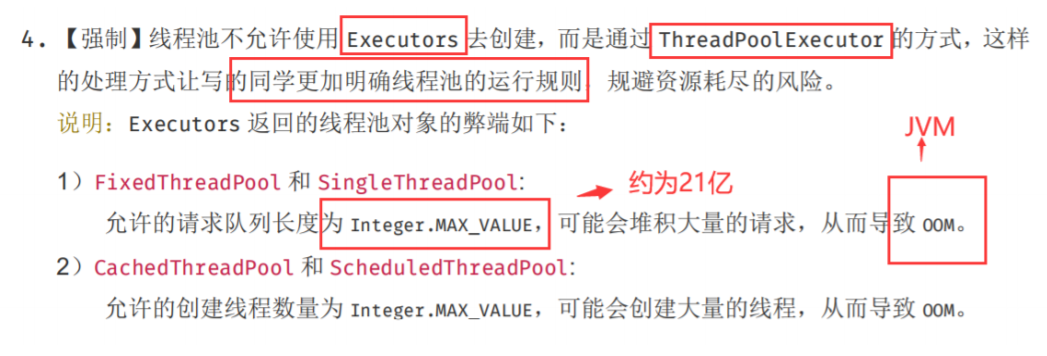 4. 【强制】线程池不允许使用 Executors 去创建，而是通过 ThreadPoolExecutor 的方式，这样
的处理方式让写的同学更加明确线程池的运行规则，规避资源耗尽的风险。
说明：Executors 返回的线程池对象的弊端如下：
JVM
1）FixedThreadPool 和 SingleThreadPool:
约为21亿
允许的请求队列长度为 Integer.MAX_VALUE，可能会堆积大量的请求，从而导致 OOM。
2）CachedThreadPool 和 ScheduledThreadPool:
允许的创建线程数量为 Integer.MAX_VALUE，可能会创建大量的线程，从而导致 OOM。